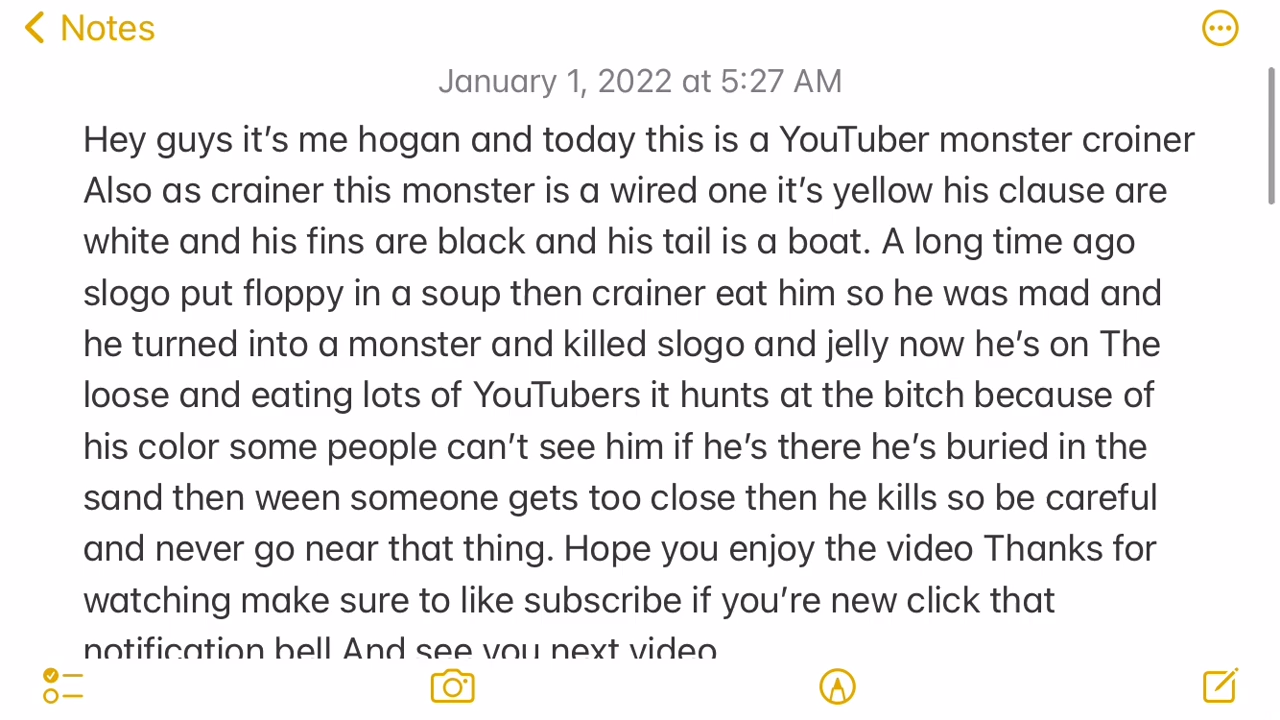 Notes
January 1, 2022 at 5:27 AM
Hey guys it's me hogan and today this is a YouTuber monster croiner
Also as crainer this monster is a wired one it's yellow his clause are
white and his fins are black and his tail is a boat. A long time ago
slogo put floppy in a soup then crainer eat him so he was mad and
he turned into a monster and killed slogo and jelly now he's on The
loose and eating lots of YouTubers it hunts at the bitch because of
his color some people can't see him if he's there he's buried in the
sand then ween someone gets too close then he kills so be careful
and never go near that thing. Hope you enjoy the video Thanks for
watching make sure to like subscribe if you're new click that
notification bell And see you next video